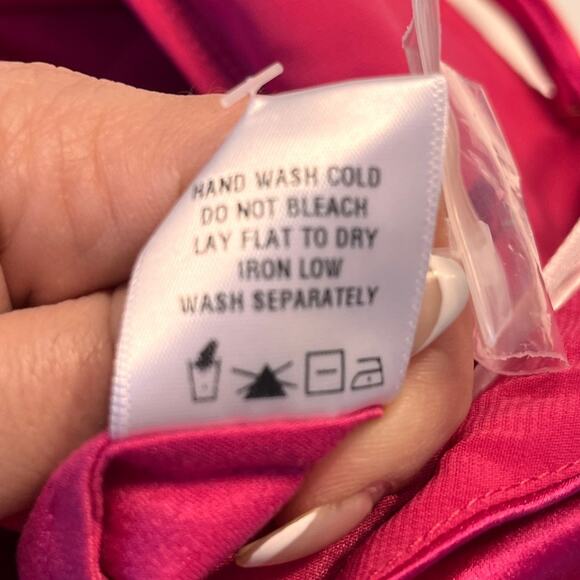 HAND WASH COLD
DO NOT BLEACH
LAY FLAT TO DRY
IRON LOW
WASH SEPARATELY